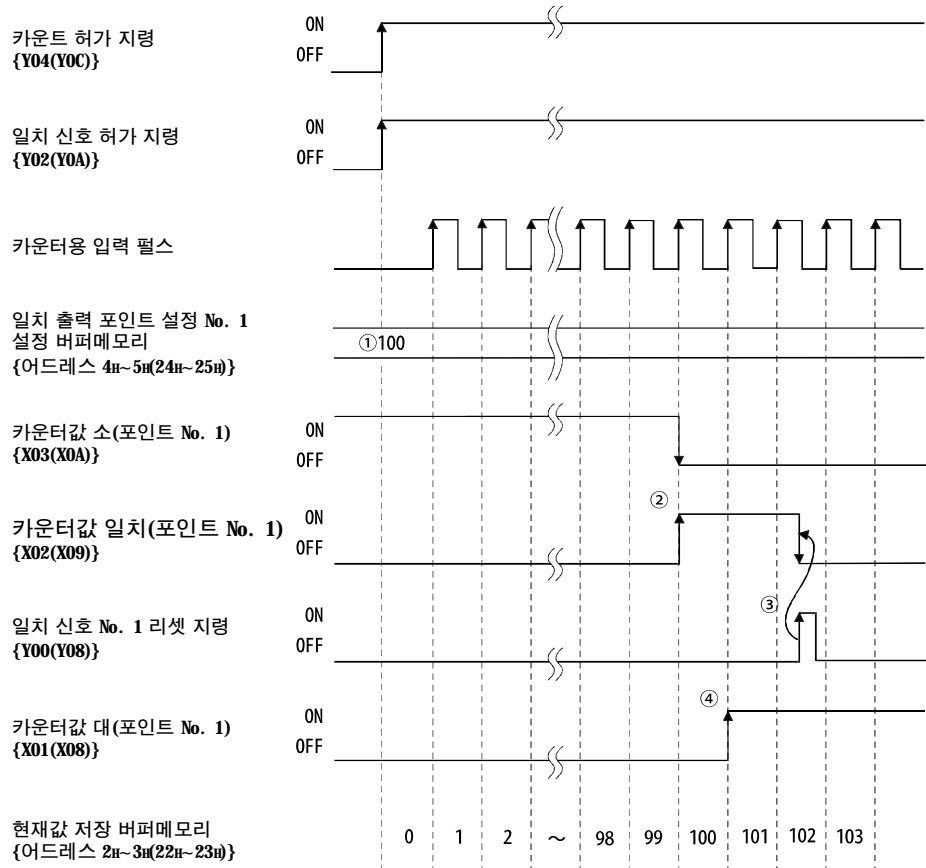 카운트 허가 지령
{Y04(Y0C)}
ON
OFF
일치 신호 허가 지령
{Y02(Y0A)}
ON
OFF
카운터용 입력 펄스
일치 출력 포인트 설정 No. 1
설정 버퍼메모리
{어드레스 4H~5H(24H~25H)}
①100
카운터값 소(포인트 No. 1)
{X03(X0A)}
ON
OFF
카운터값 일치(포인트 No. 1)
{X02(X09)}
ON
OFF
②
일치 신호 No. 1 리셋 지령
{Y00(Y08)}
ON
OFF
③
카운터값 대(포인트 No. 1)
{X01(X08)}
ON
OFF
④
현재값 저장 버퍼메모리
{어드레스 2H~3H(22H~23H)}
0 1 2 ~ 98 99 100 101 102 103